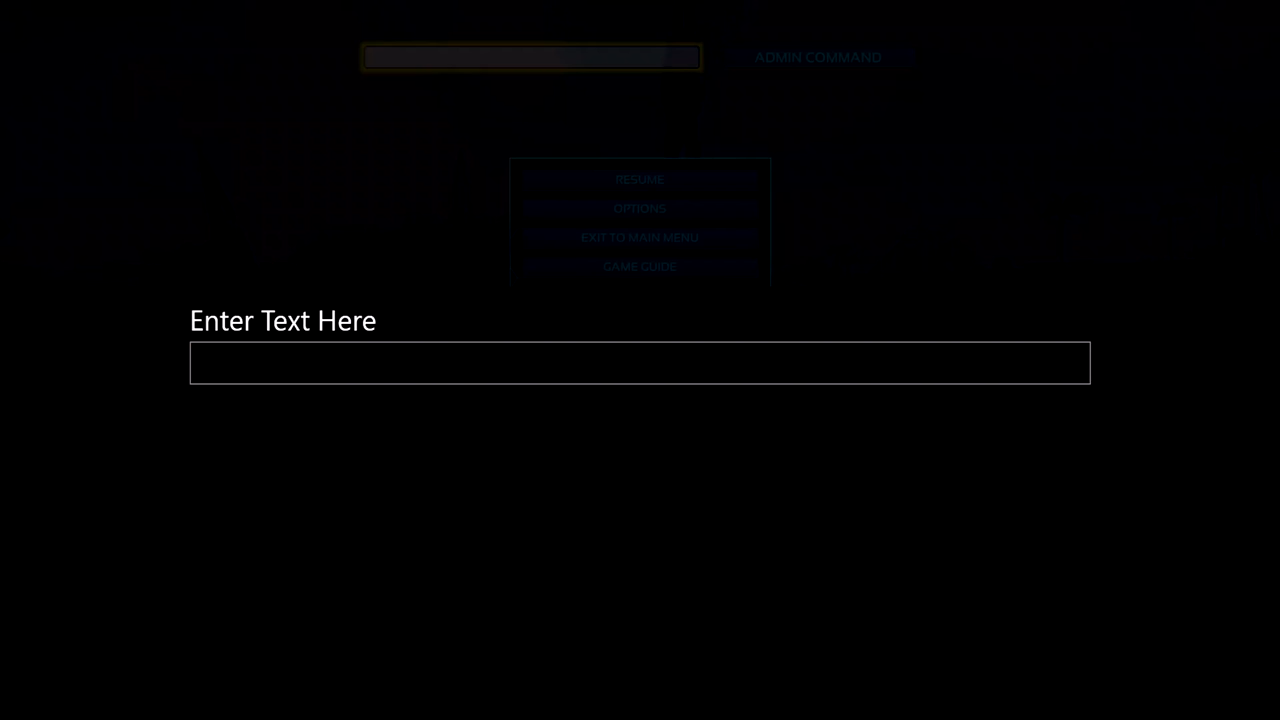 ADMIN COMMAND
RESUME
OPTIONS
EXIT TO MAIN MENU
GAME GUIDE
Enter Text Here